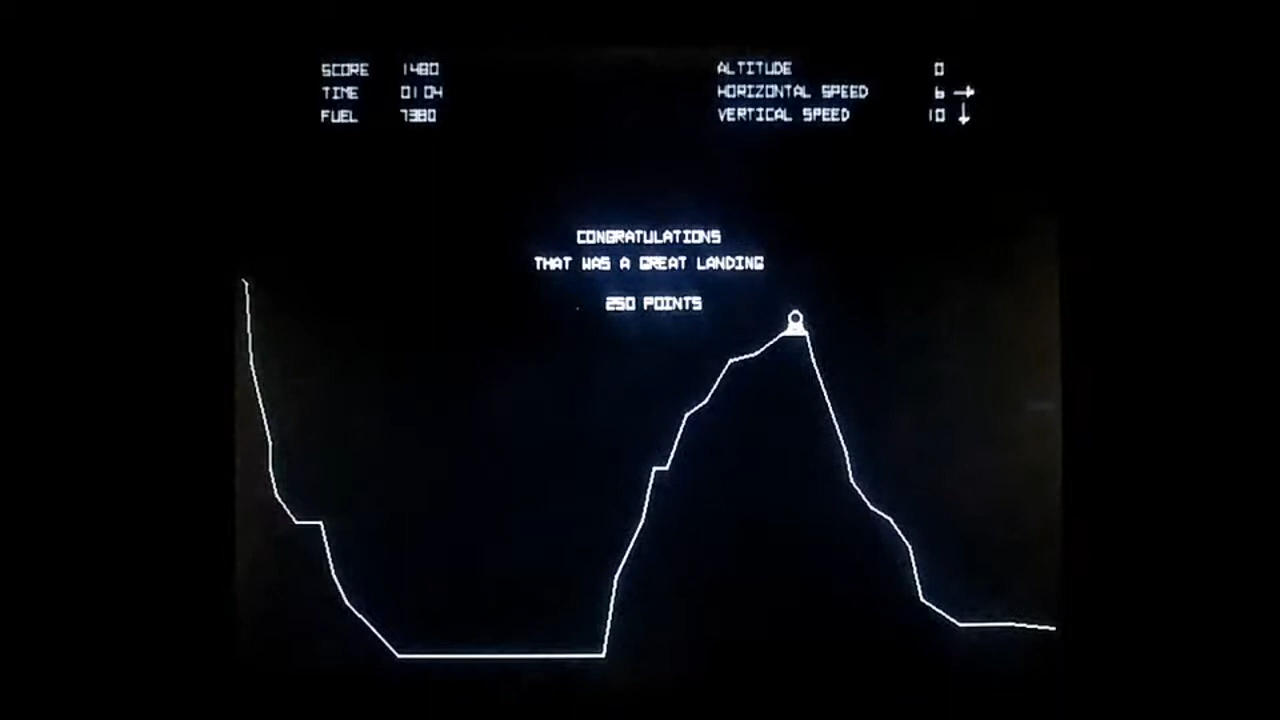 SCORE 1480
TIME 01 04
FUEL 7380
ALTITUDE 0
HORIZONTAL SPEED 6 →
VERTICAL SPEED 10 ↓
CONGRATULATIONS
THAT WAS A GREAT LANDING
250 POINTS